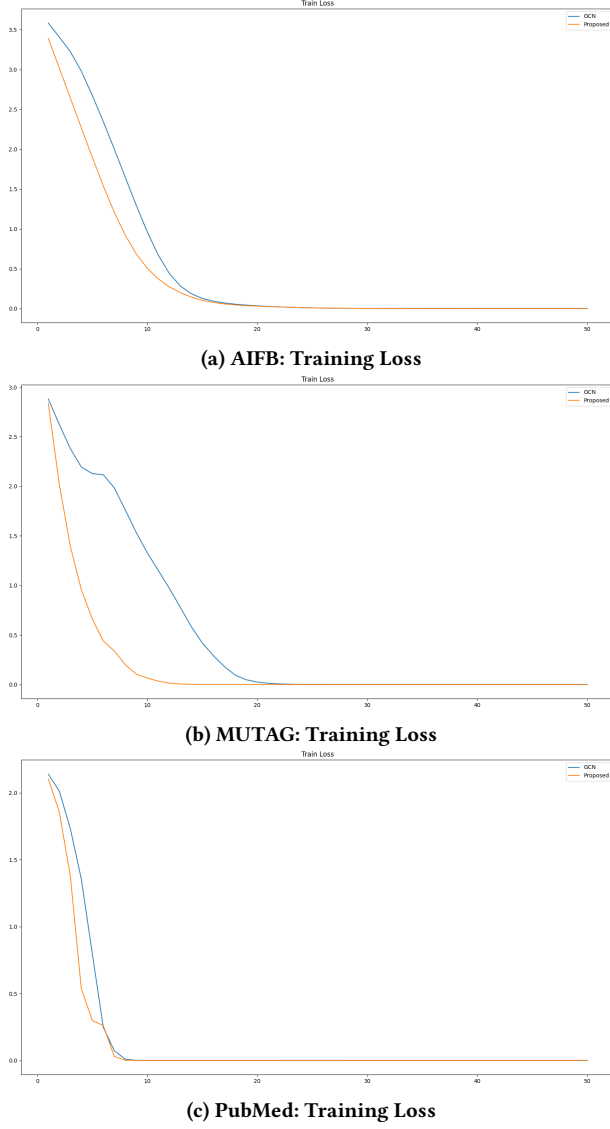 Train Loss
GCN
Proposed
3.5
3.0
2.5
2.0
1.5
1.0
0.5
0.0
0 10 20 30 40 50
(a) AIFB: Training Loss
Train Loss
GCN
Proposed
3.0
2.5
2.0
1.5
1.0
0.5
0.0
0 10 20 30 40 50
(b) MUTAG: Training Loss
Train Loss
GCN
Proposed
2.0
1.5
1.0
0.5
0.0
0 10 20 30 40 50
(c) PubMed: Training Loss